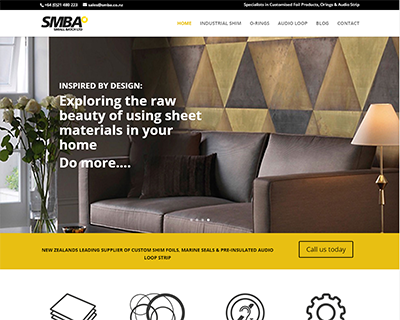 +64 (0)21 480 223 sales@smba.co.nz Specialists in Customised Foil Products, Orings & Audio Strip
SMBA
SMALL BATCH LTD
HOME INDUSTRIAL SHIM O-RINGS AUDIO LOOP BLOG CONTACT
INSPIRED BY DESIGN:
Exploring the raw
beauty of using sheet
materials in your
home
Do more....
NEW ZEALANDS LEADING SUPPLIER OF CUSTOM SHIM FOILS, MARINE SEALS & PRE-INSULATED AUDIO
LOOP STRIP
Call us today